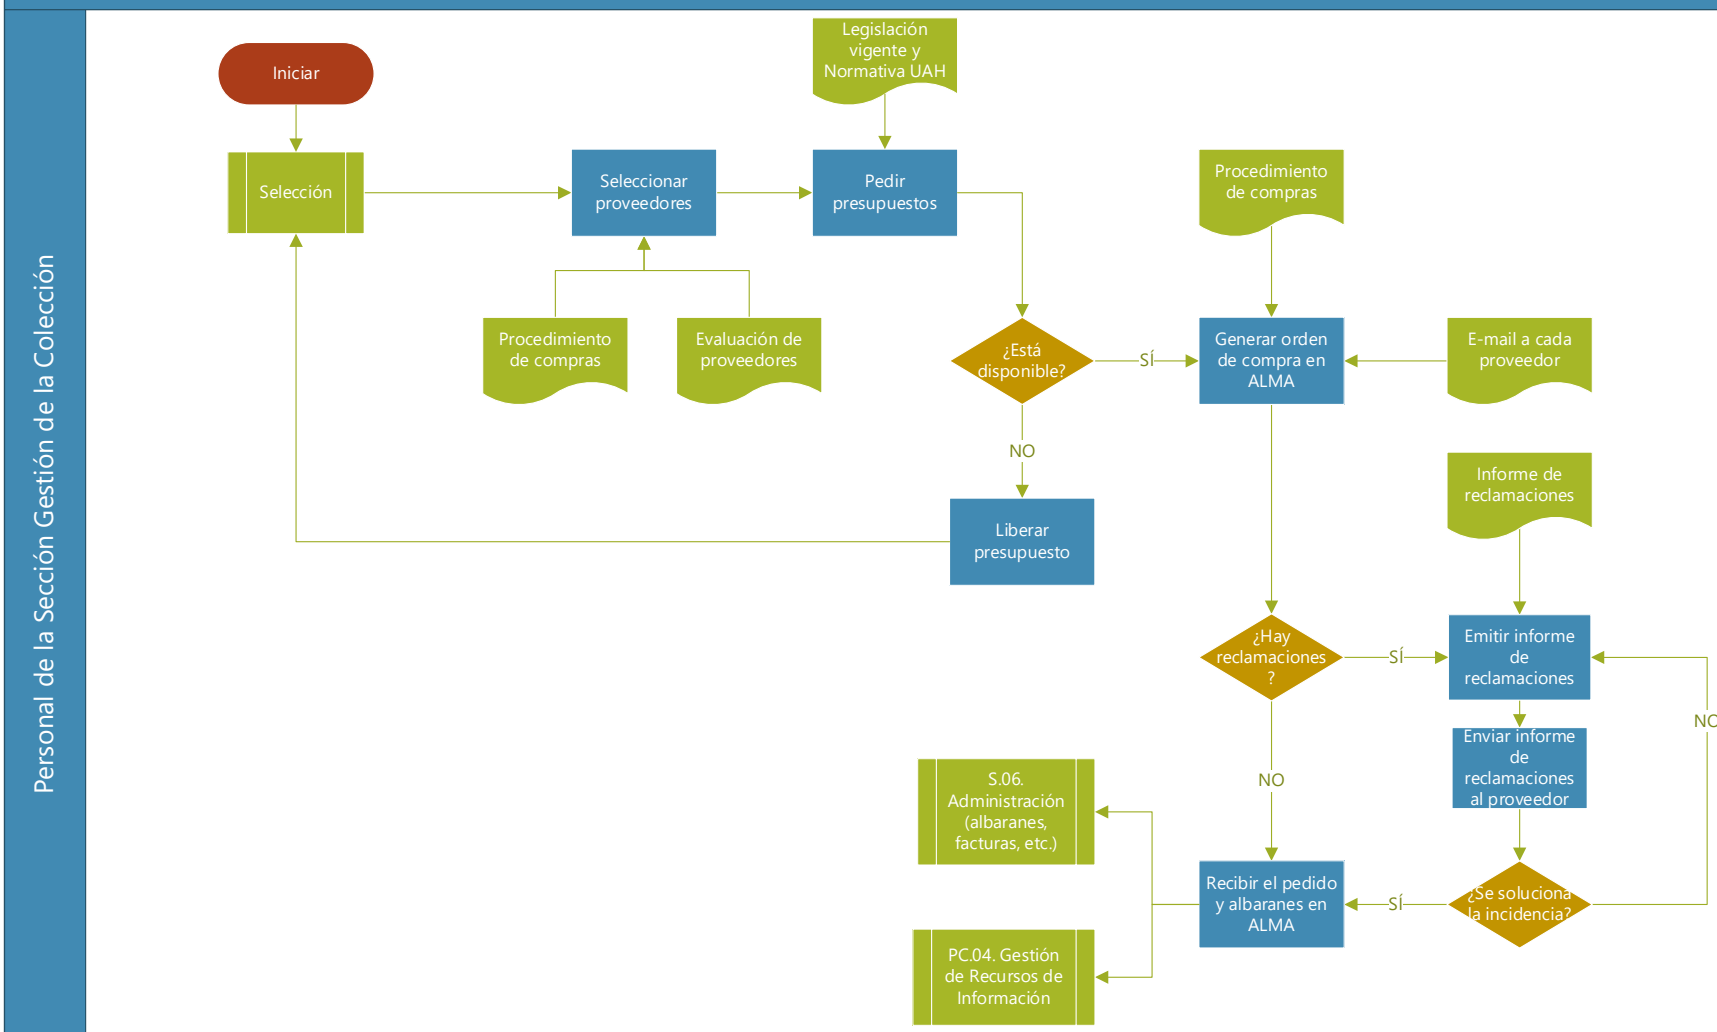 Personal de la Sección Gestión de la Colección
Iniciar
Legislación
vigente y
Normativa UAH
Selección
Seleccionar
proveedores
Pedir
presupuestos
Procedimiento
de compras
Procedimiento
de compras
Evaluación de
proveedores
¿Está
disponible?
SÍ
Generar orden
de compra en
ALMA
E-mail a cada
proveedor
NO
Liberar
presupuesto
Informe de
reclamaciones
¿Hay
reclamaciones
?
SÍ
Emitir informe
de
reclamaciones
NO
Enviar informe
de
reclamaciones
al proveedor
NO
S.06.
Administración
(albaranes,
facturas, etc.)
Recibir el pedido
y albaranes en
ALMA
SÍ
¿Se soluciona
la incidencia?
PC.04. Gestión
de Recursos de
Información